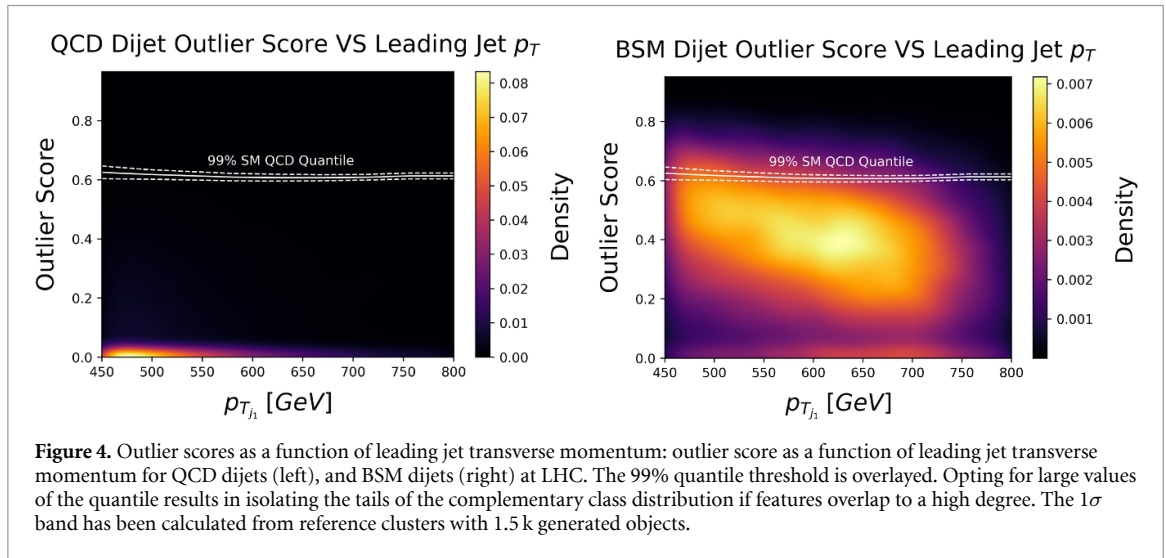 QCD Dijet Outlier Score VS Leading Jet p_T
Outlier Score
0.8
0.6
0.4
0.2
0.0
99% SM QCD Quantile
450 500 550 600 650 700 750 800
p_{T_{j_1}} [GeV]
0.08
0.07
0.06
0.05
0.04
0.03
0.02
0.01
0.00
Density
BSM Dijet Outlier Score VS Leading Jet p_T
Outlier Score
0.8
0.6
0.4
0.2
0.0
99% SM QCD Quantile
450 500 550 600 650 700 750 800
p_{T_{j_1}} [GeV]
0.007
0.006
0.005
0.004
0.003
0.002
0.001
Density
Figure 4. Outlier scores as a function of leading jet transverse momentum: outlier score as a function of leading jet transverse
momentum for QCD dijets (left), and BSM dijets (right) at LHC. The 99% quantile threshold is overlayed. Opting for large values
of the quantile results in isolating the tails of the complementary class distribution if features overlap to a high degree. The 1σ
band has been calculated from reference clusters with 1.5 k generated objects.